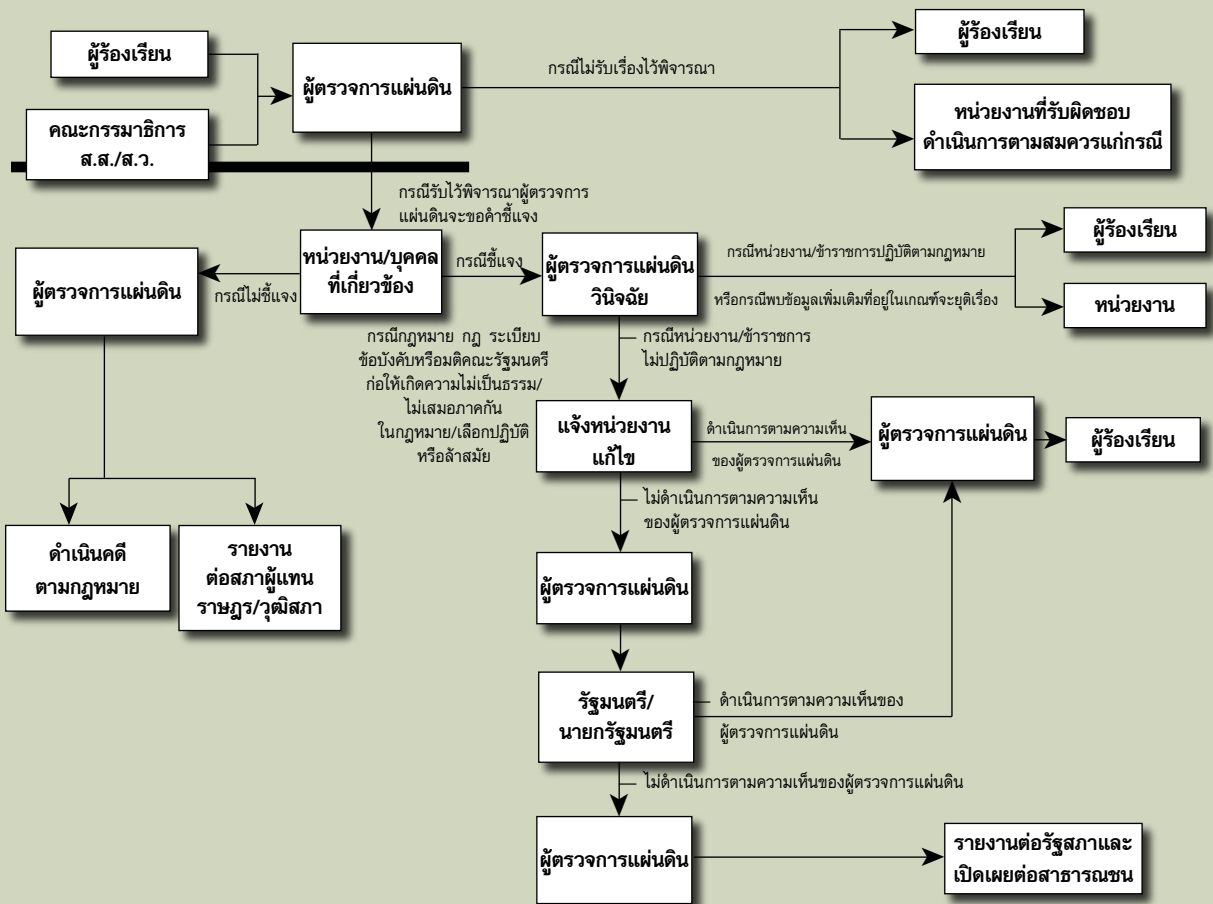 ผู้ร้องเรียน
คณะกรรมาธิการ
ส.ส./ส.ว.
ผู้ตรวจการแผ่นดิน
กรณีไม่รับเรื่องไว้พิจารณา
ผู้ร้องเรียน
หน่วยงานที่รับผิดชอบ
ดำเนินการตามสมควรแก่กรณี
กรณีรับไว้พิจารณาผู้ตรวจการ
แผ่นดินจะขอคำชี้แจง
ผู้ตรวจการแผ่นดิน
กรณีไม่ชี้แจง
หน่วยงาน/บุคคล
ที่เกี่ยวข้อง
กรณีชี้แจง
ผู้ตรวจการแผ่นดิน
วินิจฉัย
กรณีหน่วยงาน/ข้าราชการปฏิบัติตามกฎหมาย
หรือกรณีพบข้อมูลเพิ่มเติมที่อยู่ในเกณฑ์จะยุติเรื่อง
ผู้ร้องเรียน
หน่วยงาน
กรณีกฎหมาย กฎ ระเบียบ
ข้อบังคับหรือมติคณะรัฐมนตรี
ก่อให้เกิดความไม่เป็นธรรม/
ไม่เสมอภาคกัน
ในกฎหมาย/เลือกปฏิบัติ
หรือล้าสมัย
กรณีหน่วยงาน/ข้าราชการ
ไม่ปฏิบัติตามกฎหมาย
แจ้งหน่วยงาน
แก้ไข
ดำเนินการตามความเห็น
ของผู้ตรวจการแผ่นดิน
ผู้ตรวจการแผ่นดิน
ผู้ร้องเรียน
ไม่ดำเนินการตามความเห็น
ของผู้ตรวจการแผ่นดิน
ดำเนินคดี
ตามกฎหมาย
รายงาน
ต่อสภาผู้แทน
ราษฎร/วุฒิสภา
ผู้ตรวจการแผ่นดิน
รัฐมนตรี/
นายกรัฐมนตรี
ดำเนินการตามความเห็นของ
ผู้ตรวจการแผ่นดิน
ไม่ดำเนินการตามความเห็นของผู้ตรวจการแผ่นดิน
ผู้ตรวจการแผ่นดิน
รายงานต่อรัฐสภาและ
เปิดเผยต่อสาธารณชน